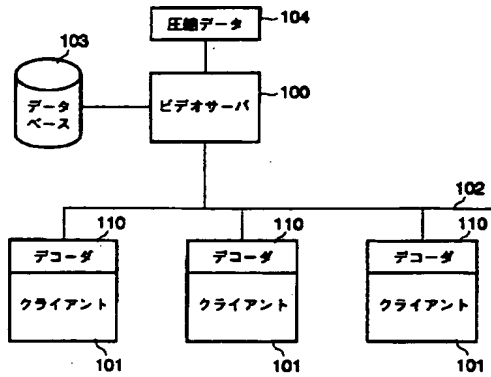 圧縮データ
104
103
データ
ベース
ビデオサーバ
100
102
110
110
110
デコーダ
デコーダ
デコーダ
クライアント
クライアント
クライアント
101
101
101